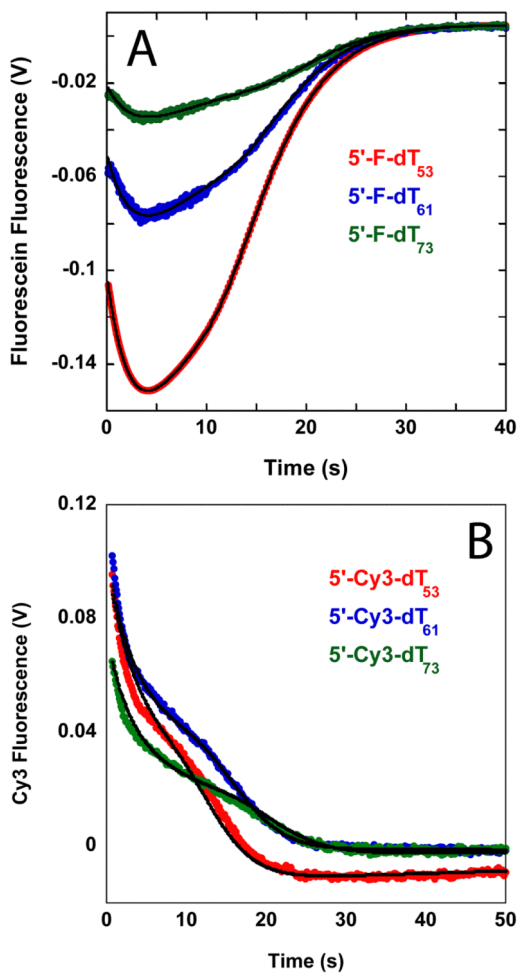 A
-0.02
-0.06
-0.1
-0.14
Fluorescein Fluorescence (V)
5'-F-dT53
5'-F-dT61
5'-F-dT73
0 10 20 30 40
Time (s)
B
0.12
0.08
0.04
0
Cy3 Fluorescence (V)
5'-Cy3-dT53
5'-Cy3-dT61
5'-Cy3-dT73
0 10 20 30 40 50
Time (s)